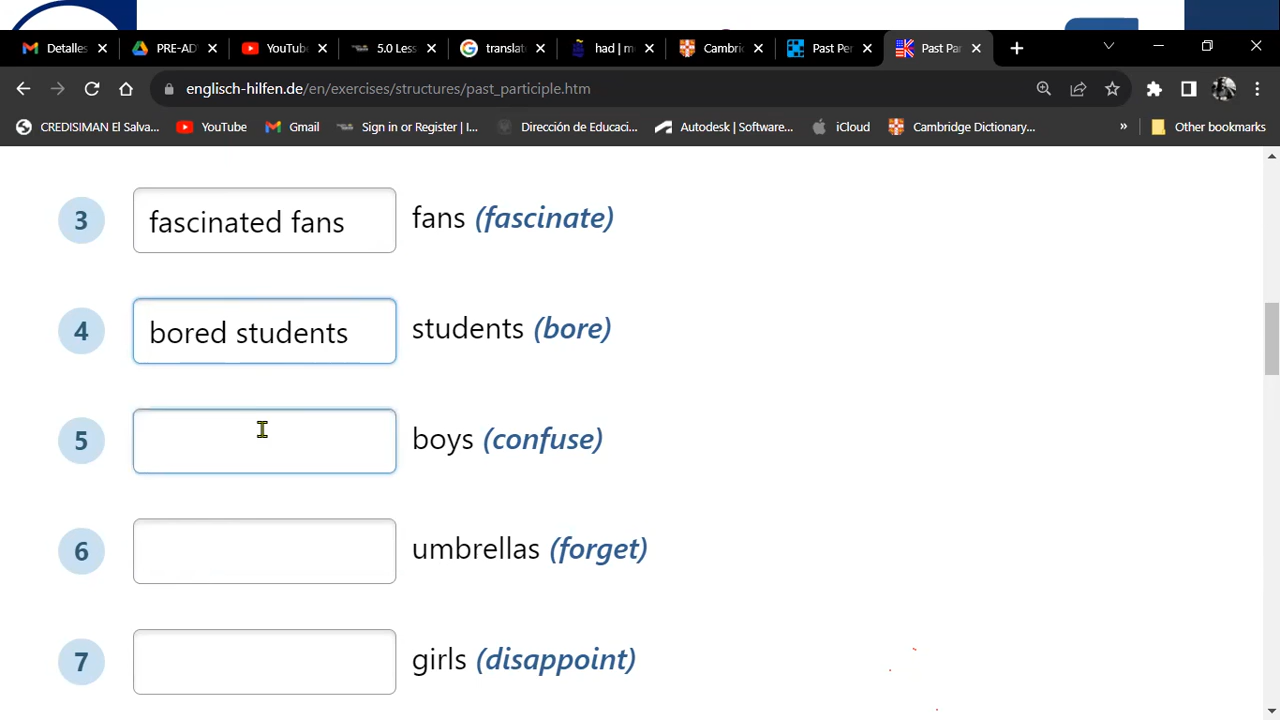 Detalles
PRE-AD
YouTube
5.0 Less
translat
had | m
Cambri
Past Per
Past Par
englisch-hilfen.de/en/exercises/structures/past_participle.htm
CREDISIMAN El Salva...
YouTube
Gmail
Sign in or Register | I...
Dirección de Educaci...
Autodesk | Software...
iCloud
Cambridge Dictionary...
»
Other bookmarks
3 fascinated fans fans (fascinate)
4 bored students students (bore)
5 boys (confuse)
6 umbrellas (forget)
7 girls (disappoint)